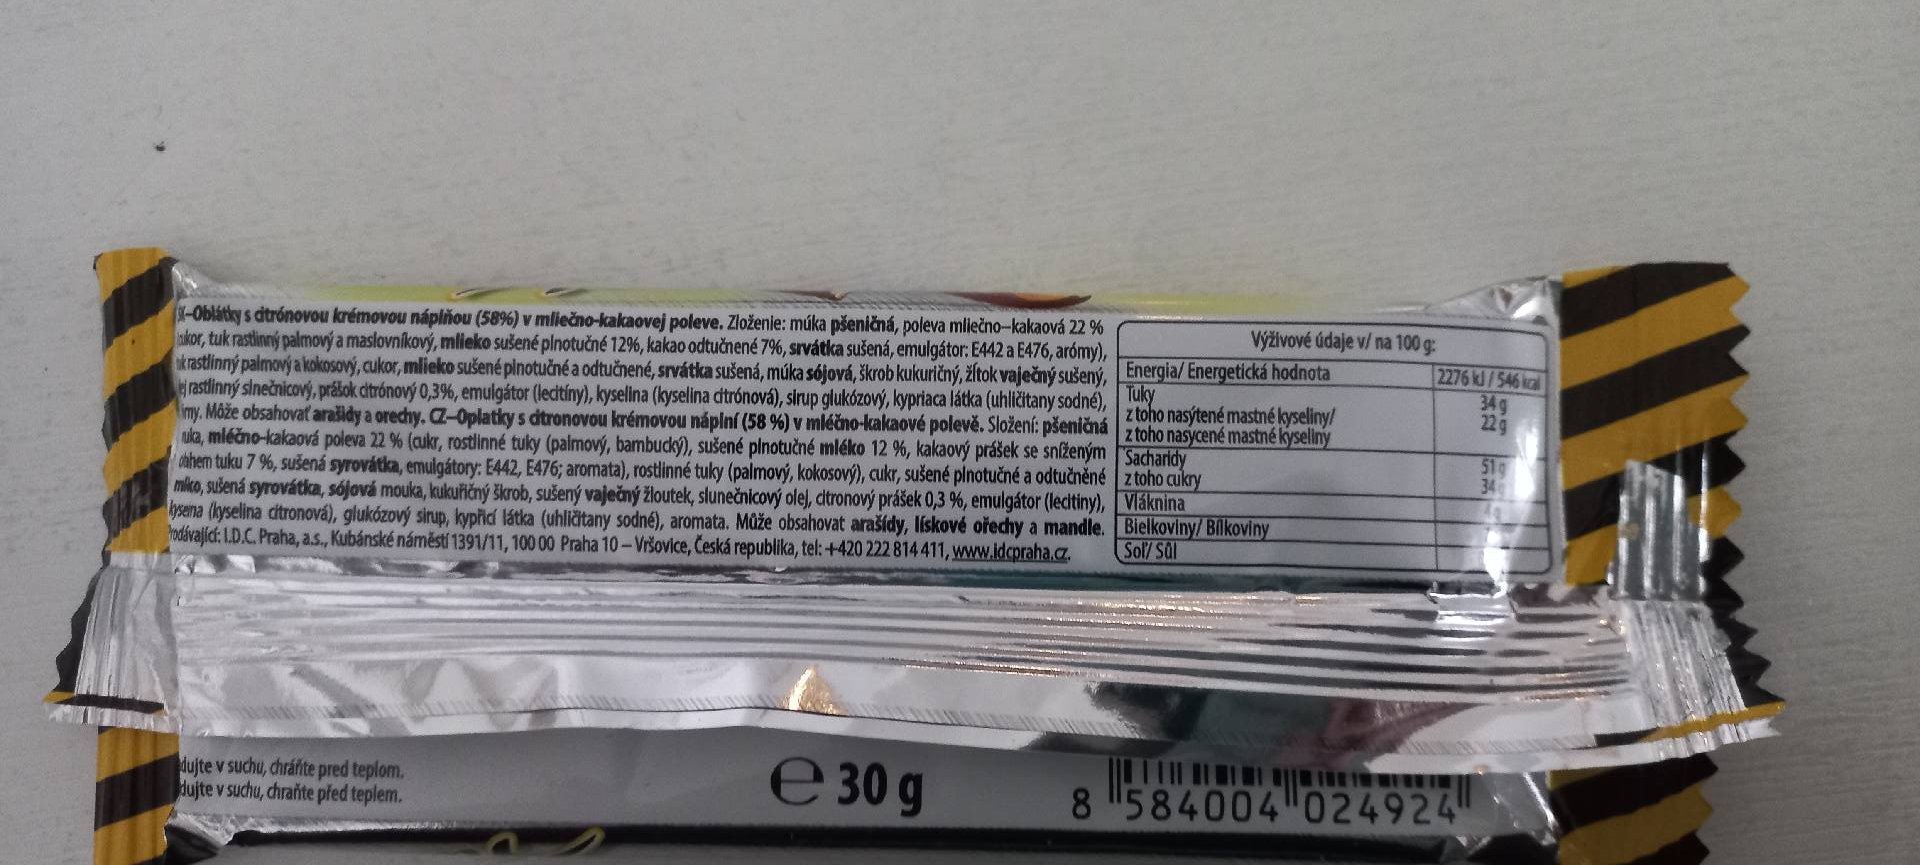 SK–Oblátky s citrónovou krémovou náplňou (58%) v mliečno-kakaovej poleve. Zloženie: múka pšeničná, poleva mliečno–kakaová 22 %
cukor, tuk rastlinný palmový a maslovníkový, mlieko sušené plnotučné 12%, kakao odtučnené 7%, srvátka sušená, emulgátor: E442 a E476, arómy),
rastlinný palmový a kokosový, cukor, mlieko sušené plnotučné a odtučnené, srvátka sušená, múka sójová, škrob kukuričný, žĺtok vaječný sušený,
ej rastlinný slnečnicový, prášok citrónový 0,3%, emulgátor (lecitíny), kyselina (kyselina citrónová), sirup glukózový, kypriaca látka (uhličitany sodné),
Môže obsahovať arašidy a orechy. CZ–Oplatky s citronovou krémovou náplní (58 %) v mléčno-kakaové polevě. Složení: pšeničná
uka, mléčno-kakaová poleva 22 % (cukr, rostlinné tuky (palmový, bambucký), sušené plnotučné mléko 12 %, kakaový prášek se sníženým
tuku 7 %, sušená syrovátka, emulgátory: E442, E476; aromata), rostlinné tuky (palmový, kokosový), cukr, sušené plnotučné a odtučněné
sušená syrovátka, sójová mouka, kukuřičný škrob, sušený vaječný žloutek, slunečnicový olej, citronový prášek 0,3 %, emulgátor (lecitiny),
kyselina (kyselina citronová), glukózový sirup, kypřicí látka (uhličitany sodné), aromata. Může obsahovat arašídy, lískové ořechy a mandle.
rodávající: I.D.C. Praha, a.s., Kubánské náměstí 1391/11, 100 00 Praha 10 – Vršovice, Česká republika, tel: +420 222 814 411, www.idcpraha.cz.
Výživové údaje v/ na 100 g:
Energia/ Energetická hodnota 2276 kJ / 546 kcal
Tuky 34 g
z toho nasýtené mastné kyseliny/ 22 g
z toho nasycené mastné kyseliny
Sacharidy 51 g
z toho cukry 34
Vláknina
Bielkoviny/ Bílkoviny
Soľ/ Sůl
dujte v suchu, chráňte pred teplom.
dujte v suchu, chraňte před teplem.
e 30 g
8 584004 024924